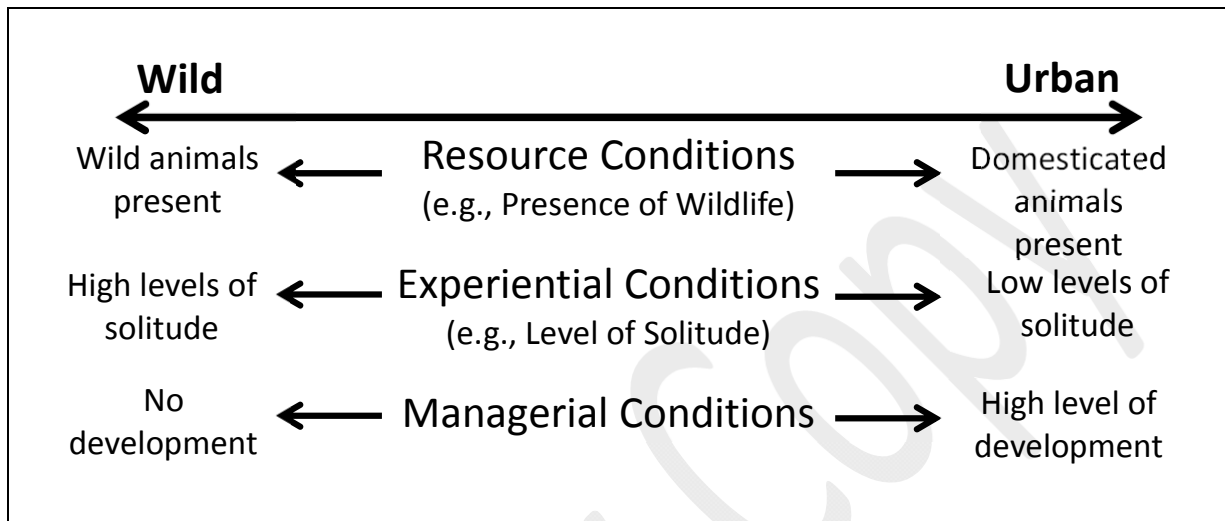 Wild
Urban
Wild animals
present
Resource Conditions
(e.g., Presence of Wildlife)
Domesticated
animals
present
High levels of
solitude
Experiential Conditions
(e.g., Level of Solitude)
Low levels of
solitude
No
development
Managerial Conditions
High level of
development
Copy